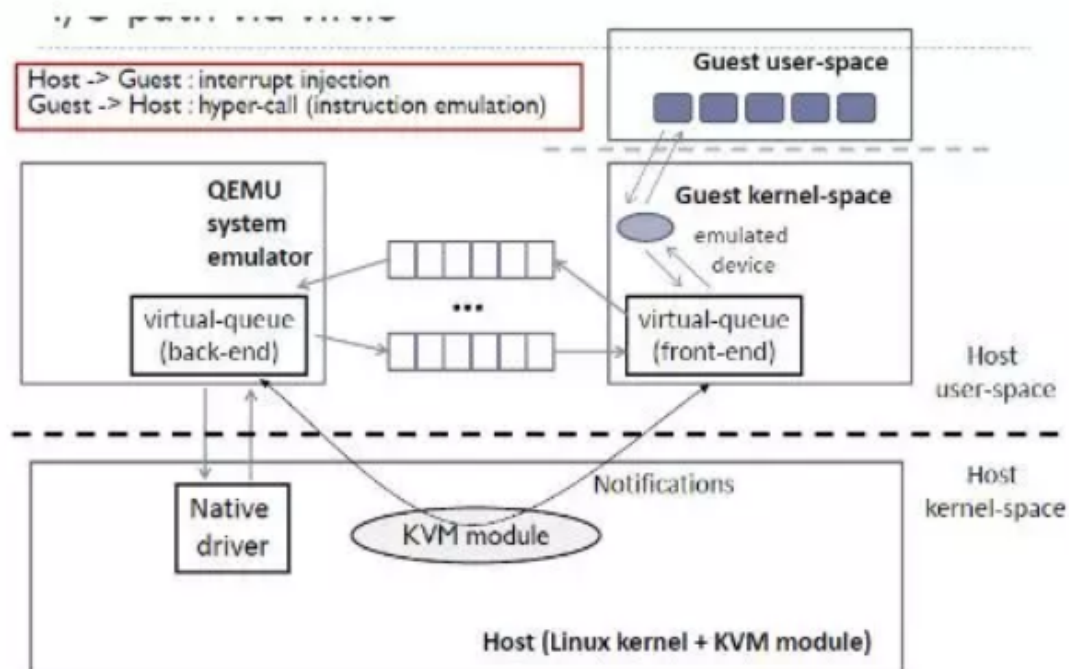 Host -> Guest : interrupt injection
Guest -> Host : hyper-call (instruction emulation)
Guest user-space
QEMU
system
emulator
Guest kernel-space
emulated
device
...
virtual-queue
(back-end)
virtual-queue
(front-end)
Host
user-space
Notifications
Host
kernel-space
Native
driver
KVM module
Host (Linux kernel + KVM module)